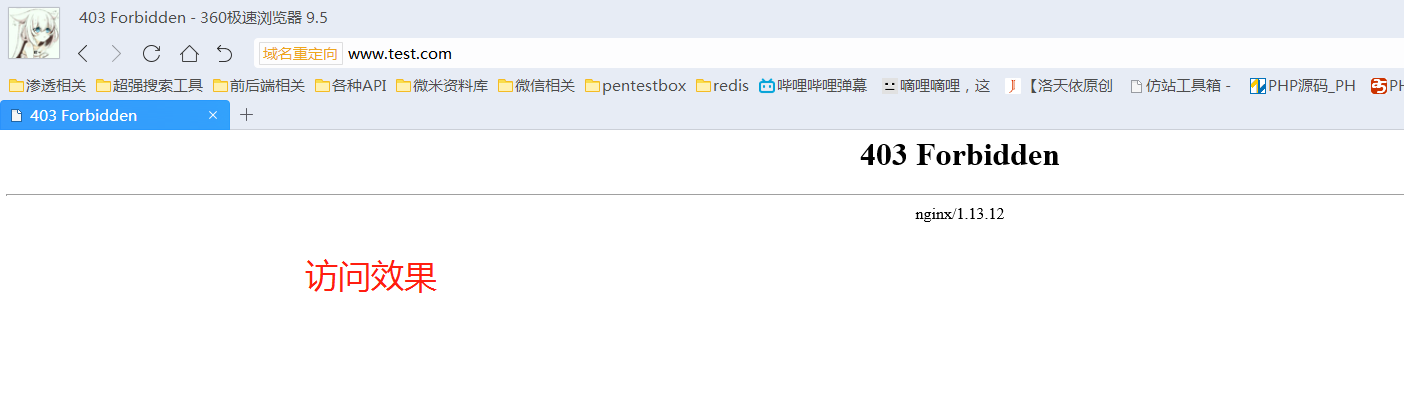 403 Forbidden - 360极速浏览器 9.5
域名重定向 www.test.com
渗透相关 超强搜索工具 前后端相关 各种API 微米资料库 微信相关 pentestbox redis 哔哩哔哩弹幕 嘀哩嘀哩，这 【洛天依原创 仿站工具箱 - PHP源码_PH PH
403 Forbidden
403 Forbidden
nginx/1.13.12
访问效果